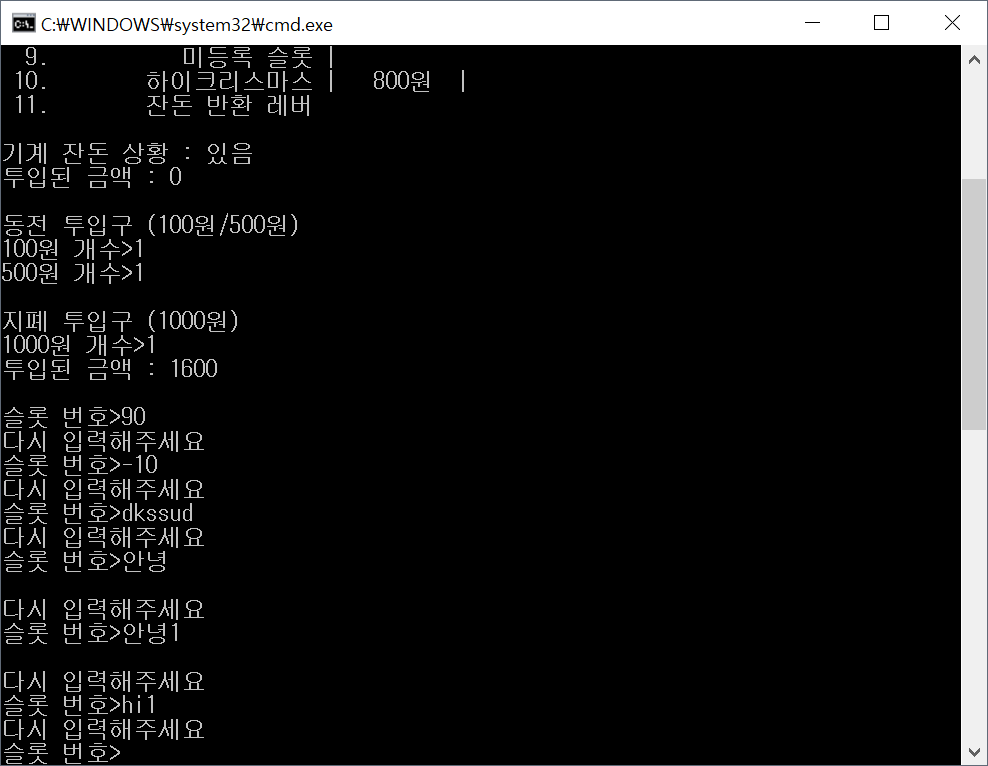 C:₩WINDOWS₩system32₩cmd.exe
9. 미등록 슬롯 |
10. 하이크리스마스 | 800원 |
11. 잔돈 반환 레버
기계 잔돈 상황 : 있음
투입된 금액 : 0
동전 투입구 (100원/500원)
100원 개수>1
500원 개수>1
지폐 투입구 (1000원)
1000원 개수>1
투입된 금액 : 1600
슬롯 번호>90
다시 입력해주세요
슬롯 번호>-10
다시 입력해주세요
슬롯 번호>dkssud
다시 입력해주세요
슬롯 번호>안녕
다시 입력해주세요
슬롯 번호>안녕1
다시 입력해주세요
슬롯 번호>hi1
다시 입력해주세요
슬롯 번호>